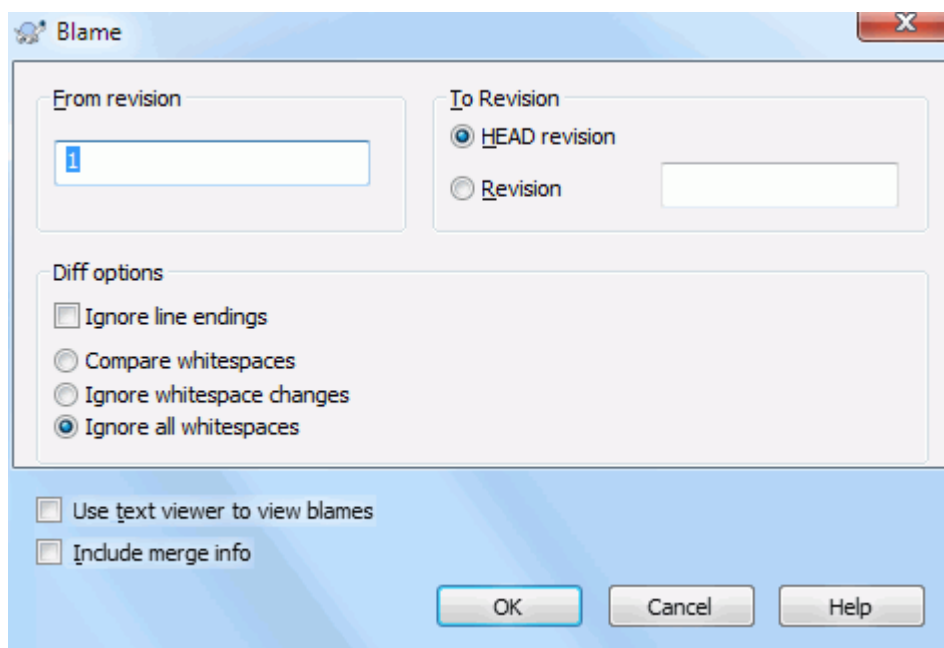 Blame
From revision
1
To Revision
HEAD revision
Revision
Diff options
Ignore line endings
Compare whitespaces
Ignore whitespace changes
Ignore all whitespaces
Use text viewer to view blames
Include merge info
OK Cancel Help